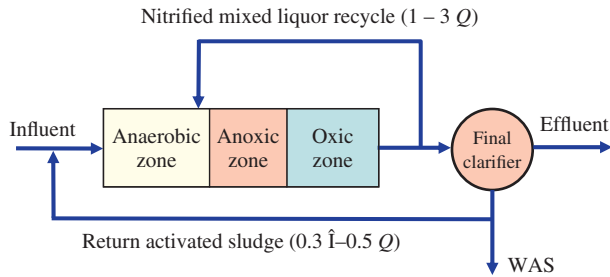 Nitrified mixed liquor recycle (1 – 3 Q)
Influent
Anaerobic
zone
Anoxic
zone
Oxic
zone
Final
clarifier
Effluent
Return activated sludge (0.3 Î–0.5 Q)
WAS